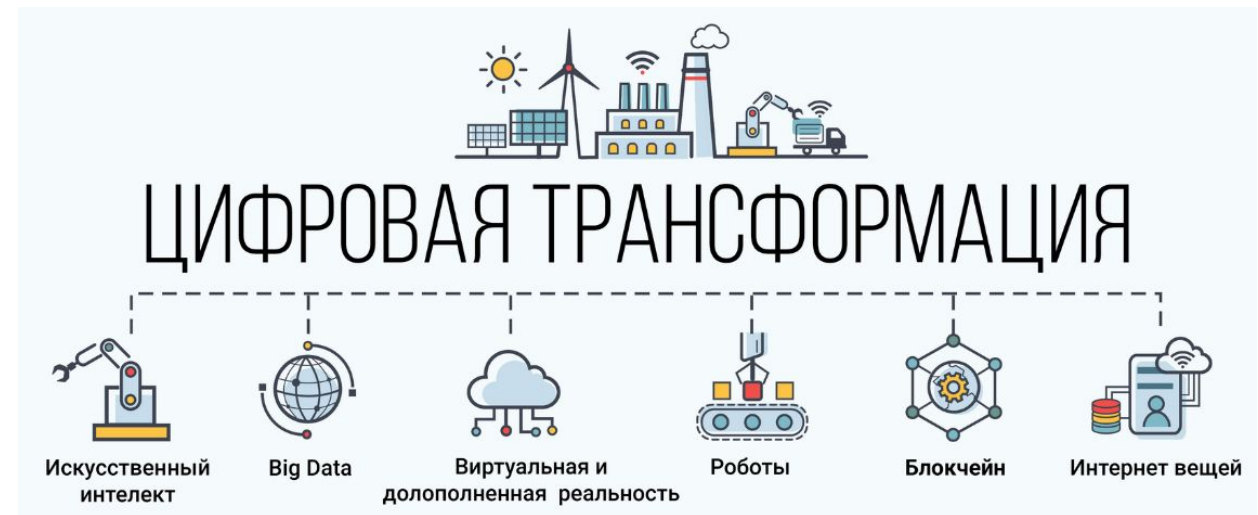 ЦИФРОВАЯ ТРАНСФОРМАЦИЯ
Искусственный
интелект
Big Data
Виртуальная и
долополненная реальность
Роботы
Блокчейн
Интернет вещей